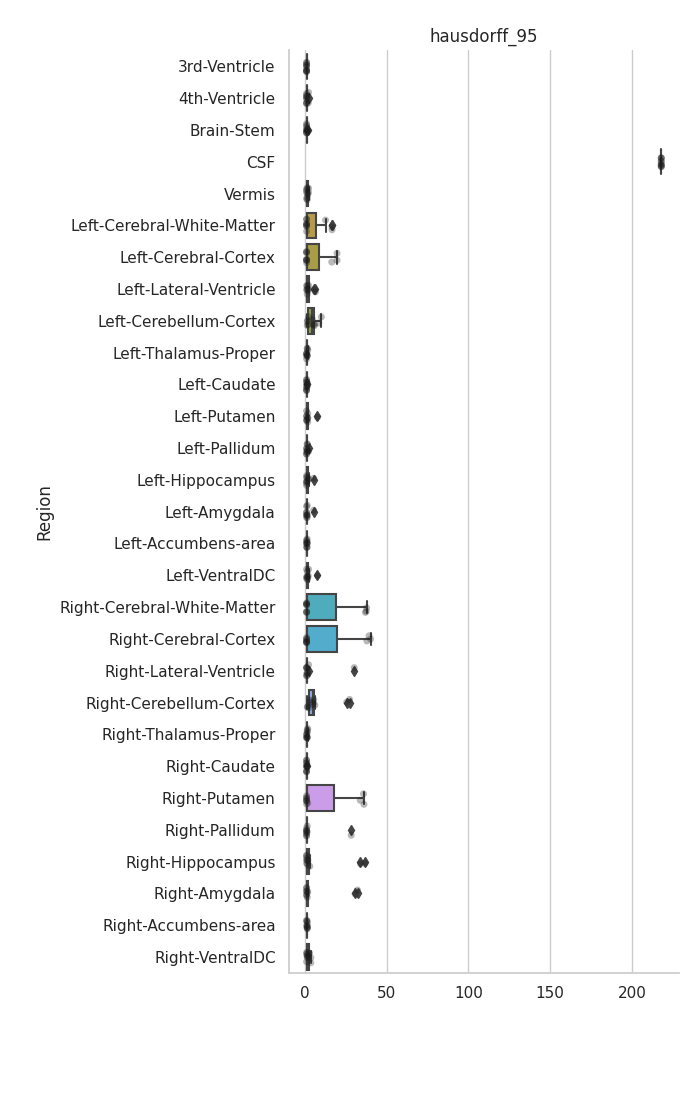 hausdorff_95
3rd-Ventricle
4th-Ventricle
Brain-Stem
CSF
Vermis
Left-Cerebral-White-Matter
Left-Cerebral-Cortex
Left-Lateral-Ventricle
Left-Cerebellum-Cortex
Left-Thalamus-Proper
Left-Caudate
Left-Putamen
Left-Pallidum
Left-Hippocampus
Left-Amygdala
Left-Accumbens-area
Left-VentralDC
Right-Cerebral-White-Matter
Right-Cerebral-Cortex
Right-Lateral-Ventricle
Right-Cerebellum-Cortex
Right-Thalamus-Proper
Right-Caudate
Right-Putamen
Right-Pallidum
Right-Hippocampus
Right-Amygdala
Right-Accumbens-area
Right-VentralDC
Region
0 50 100 150 200